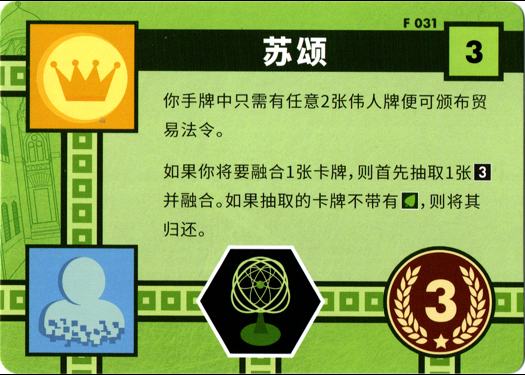 F 031
苏颂
3
你手牌中只需有任意2张伟人牌便可颁布贸
易法令。
如果你将要融合1张卡牌,则首先抽取1张3
并融合。如果抽取的卡牌不带有,则将其
归还。
3